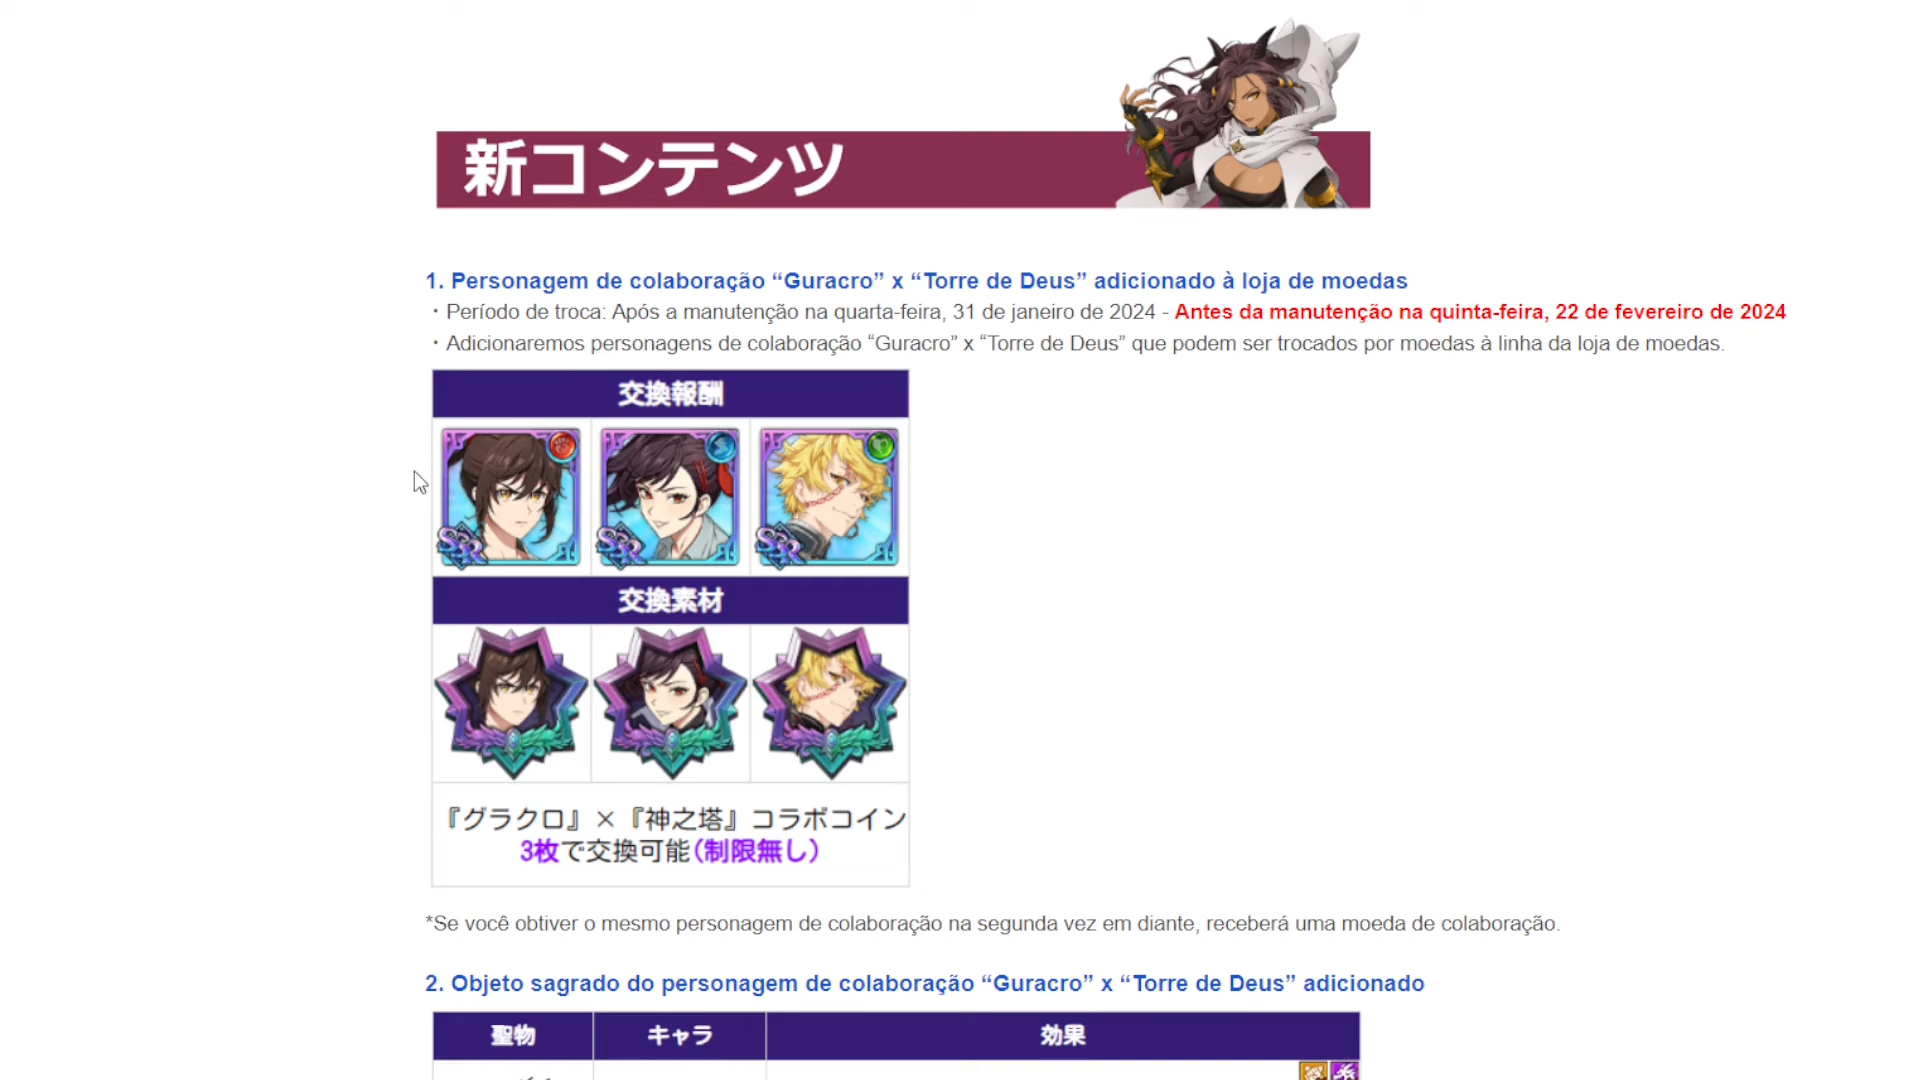 新コンテンツ
1. Personagem de colaboração “Guracro” x “Torre de Deus” adicionado à loja de moedas
・Período de troca: Após a manutenção na quarta-feira, 31 de janeiro de 2024 - Antes da manutenção na quinta-feira, 22 de fevereiro de 2024
・Adicionaremos personagens de colaboração “Guracro” x “Torre de Deus” que podem ser trocados por moedas à linha da loja de moedas.
交換報酬
SSR SSR SSR
交換素材
『グラクロ』×『神之塔』コラボコイン
3枚で交換可能(制限無し)
*Se você obtiver o mesmo personagem de colaboração na segunda vez em diante, receberá uma moeda de colaboração.
2. Objeto sagrado do personagem de colaboração “Guracro” x “Torre de Deus” adicionado
聖物 キャラ 効果